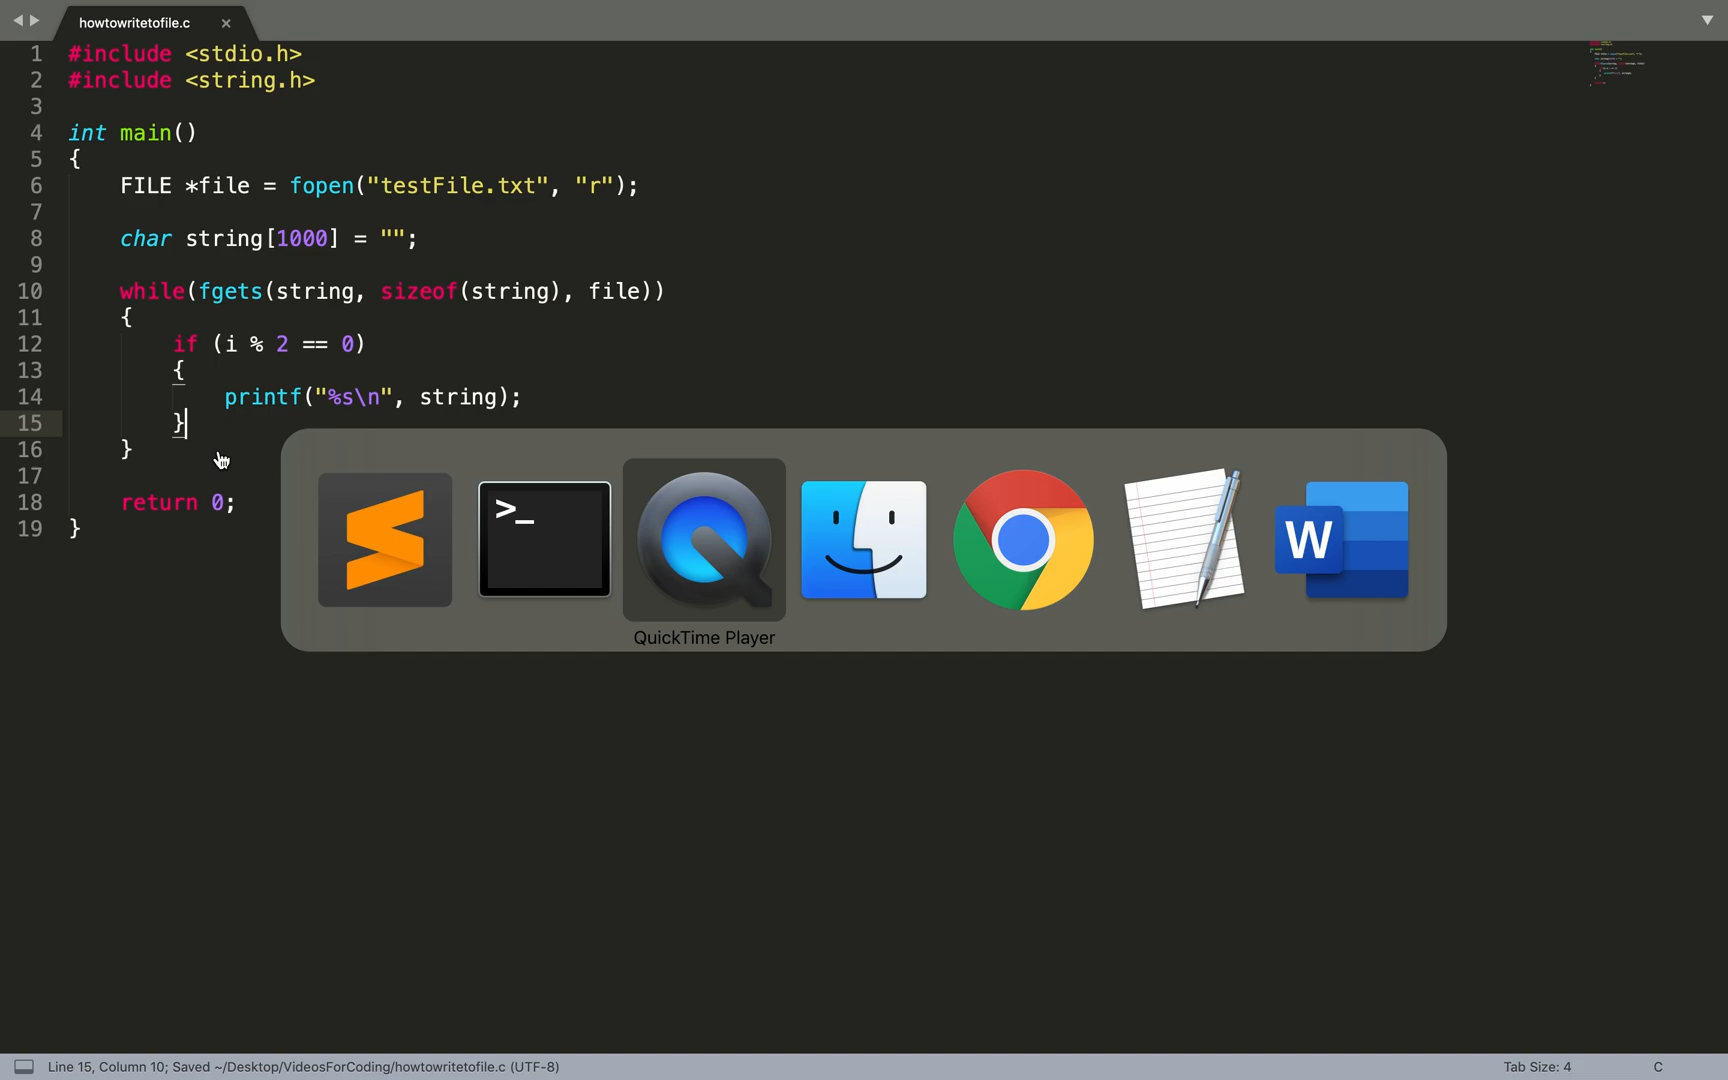 howtowritetofile.c ×
1 #include <stdio.h>
2 #include <string.h>
3
4 int main()
5 {
6 FILE *file = fopen("testFile.txt", "r");
7
8 char string[1000] = "";
9
10 while(fgets(string, sizeof(string), file))
11 {
12 if (i % 2 == 0)
13 {
14 printf("%s\n", string);
15 }
16 }
17
18 return 0;
19 }
>_
W
QuickTime Player
Line 15, Column 10; Saved ~/Desktop/VideosForCoding/howtowritetofile.c (UTF-8)
Tab Size: 4
C